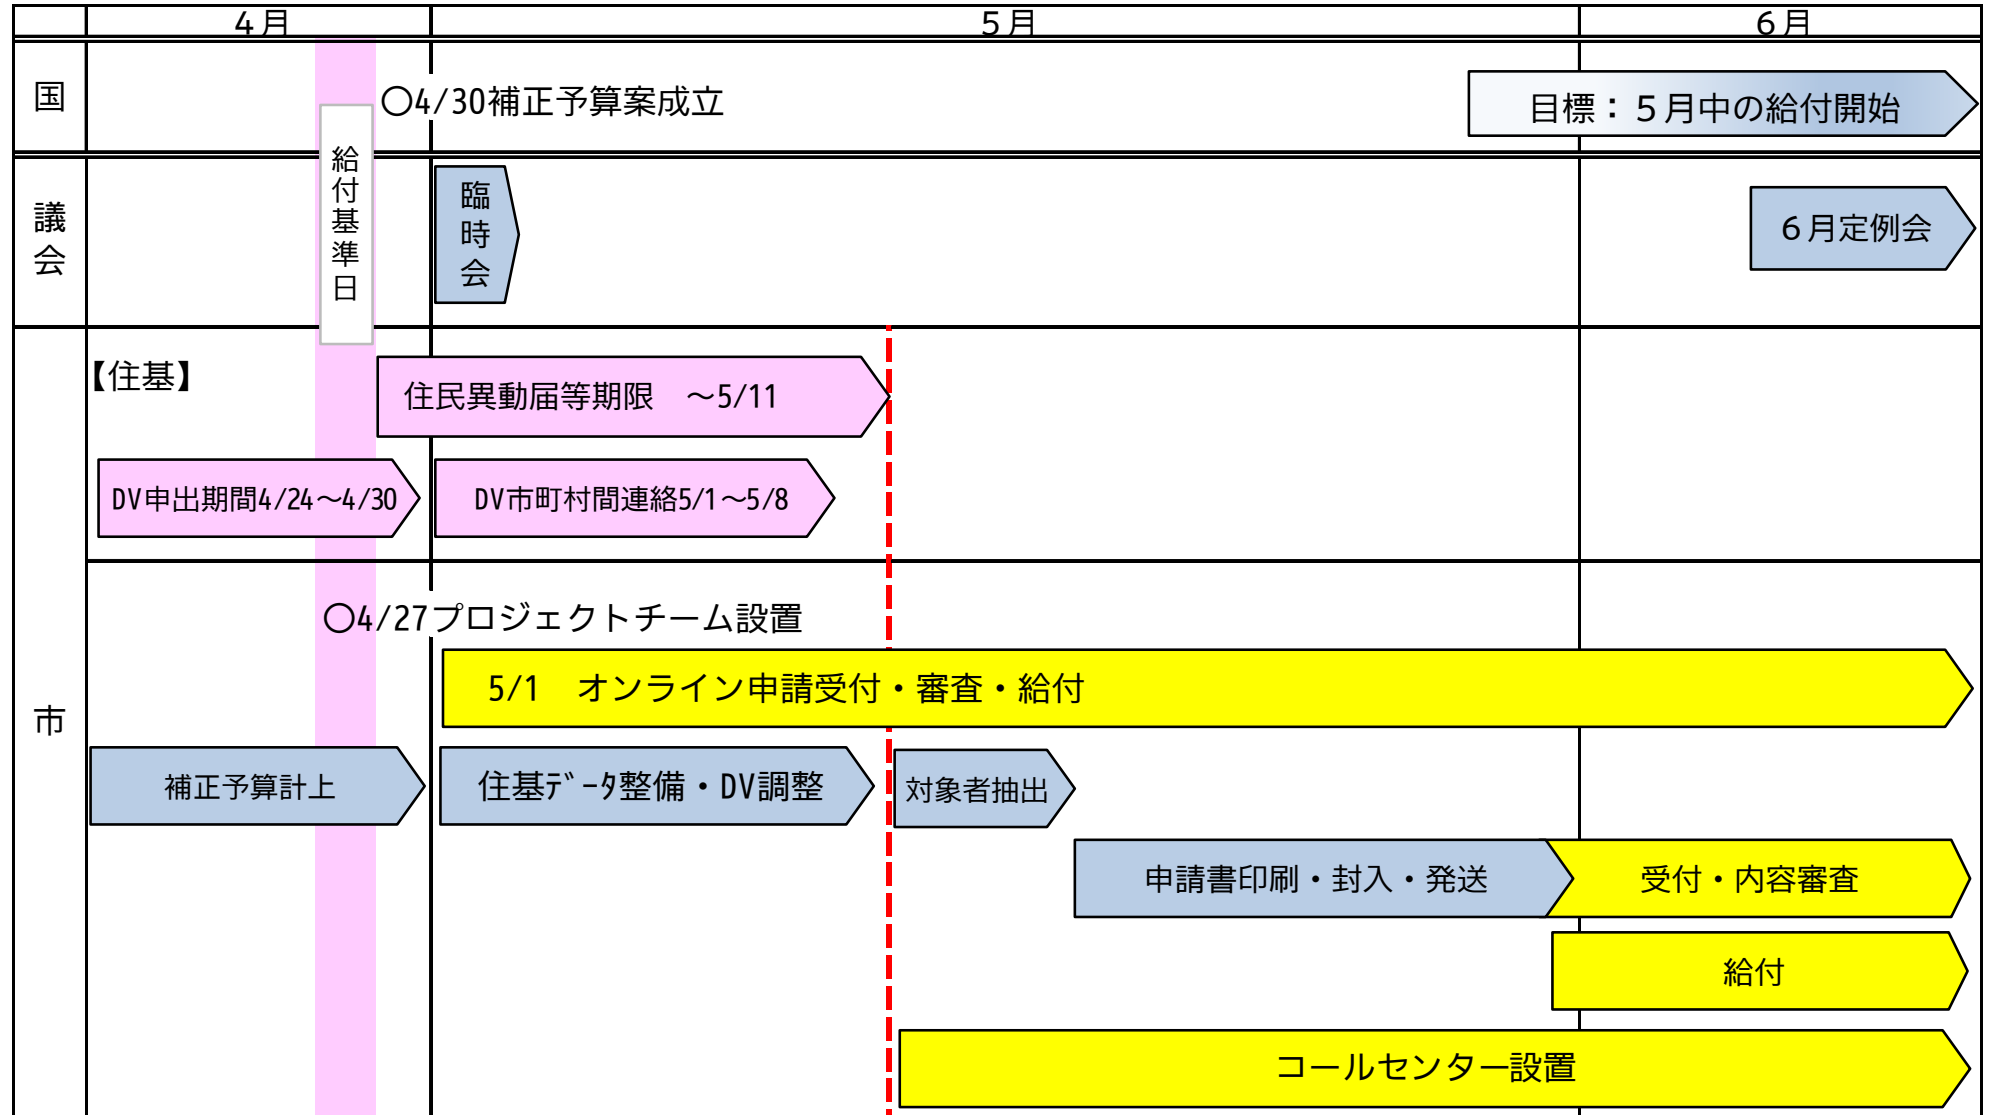 ４月
５月
６月
国
〇4/30補正予算案成立
目標：５月中の給付開始
給付基準日
議会
臨時会
６月定例会
市
【住基】
住民異動届等期限　～5/11
DV申出期間4/24～4/30
DV市町村間連絡5/1～5/8
〇4/27プロジェクトチーム設置
5/1　オンライン申請受付・審査・給付
補正予算計上
住基ﾃﾞｰﾀ整備・DV調整
対象者抽出
申請書印刷・封入・発送
受付・内容審査
給付
コールセンター設置